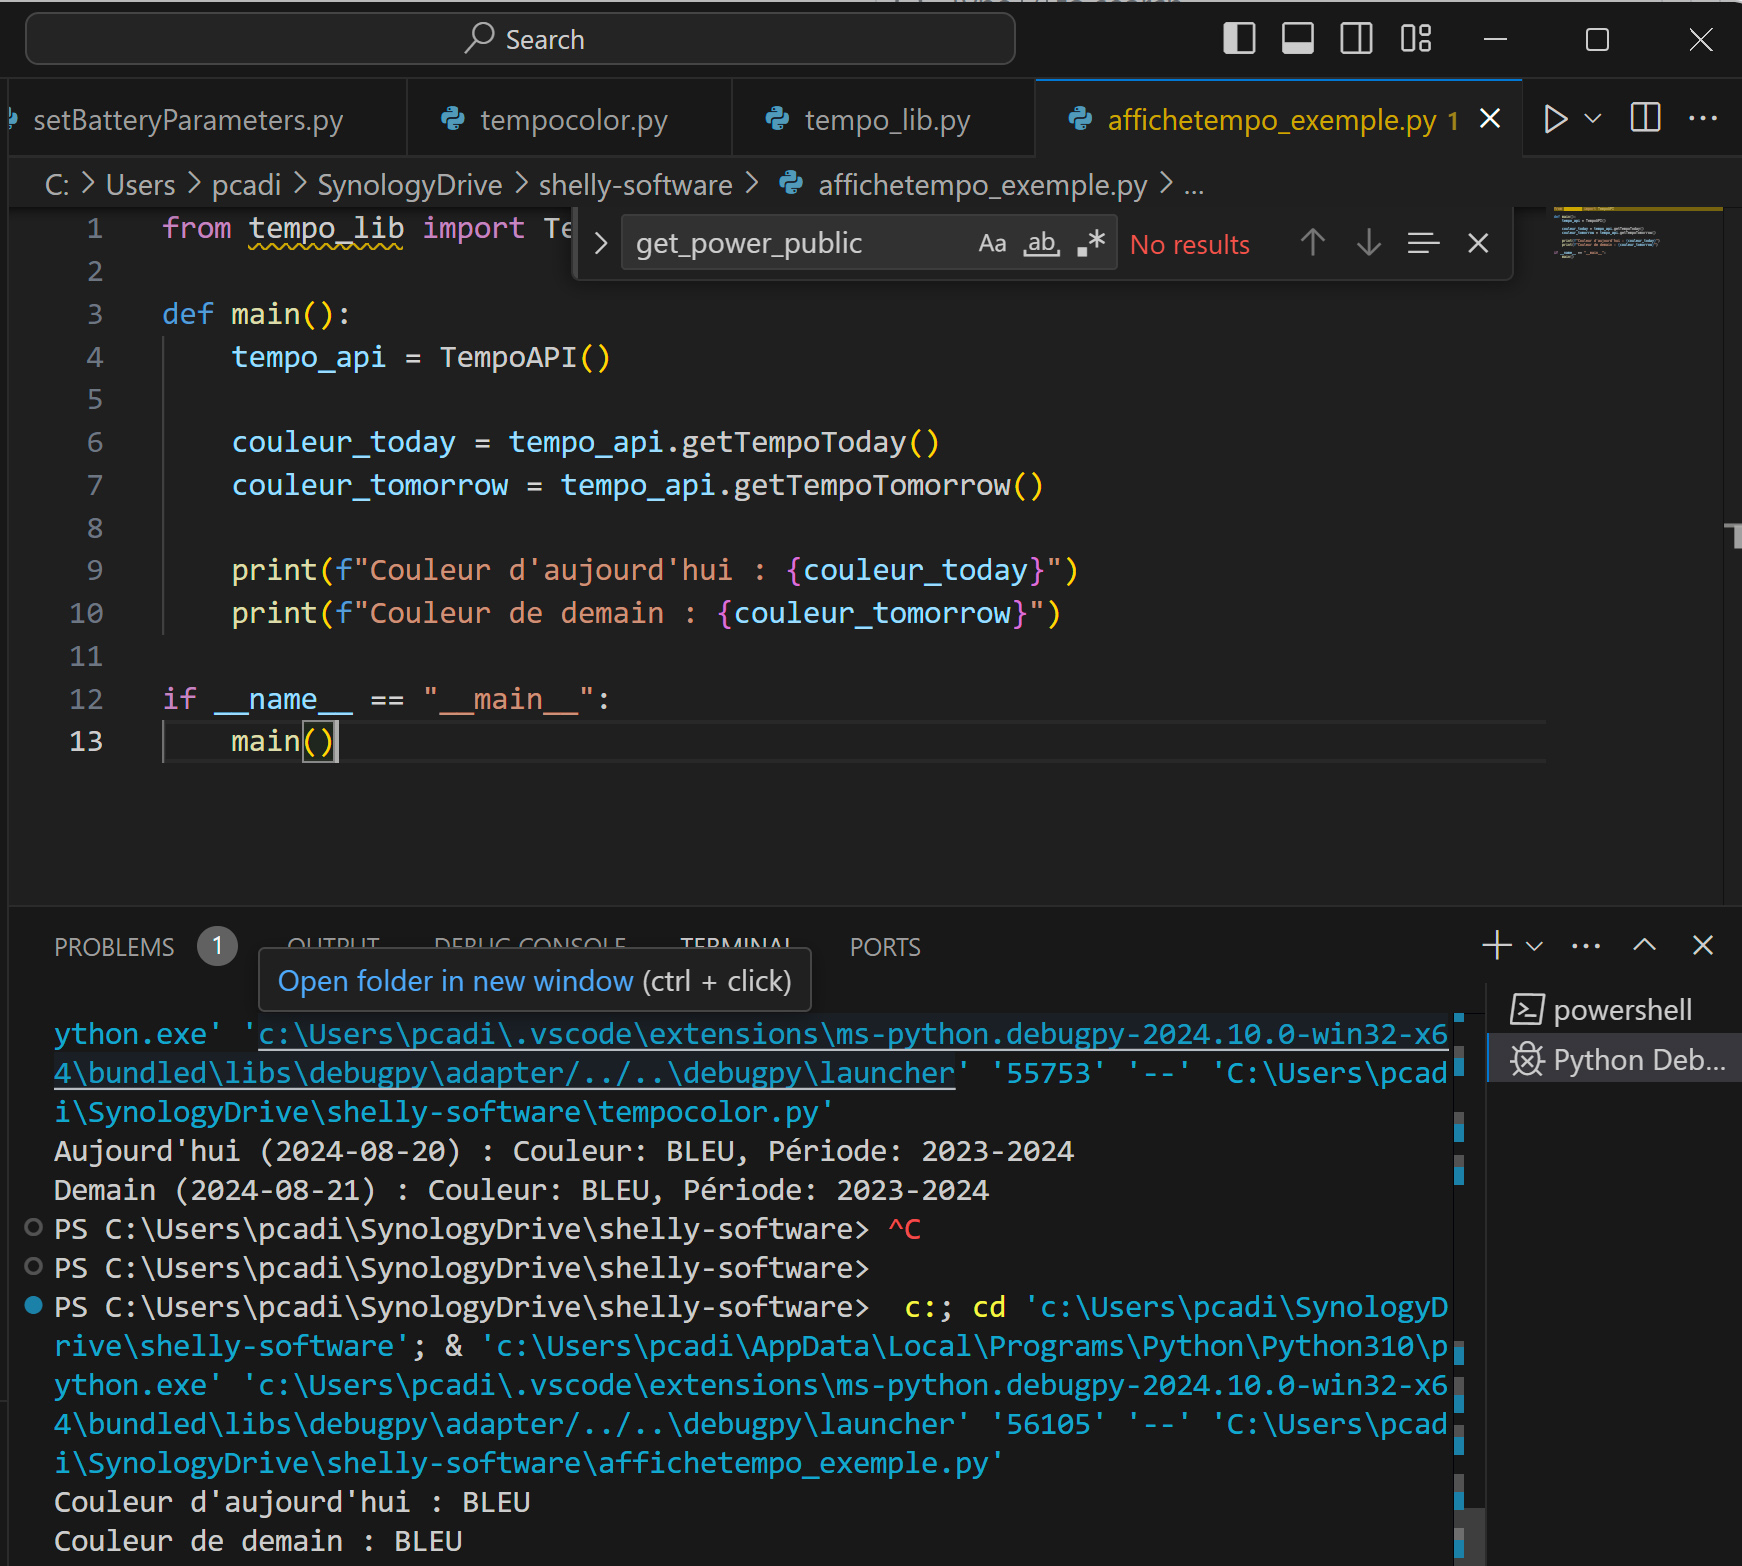 Search
setBatteryParameters.py
tempocolor.py
tempo_lib.py
affichetempo_exemple.py 1
C: > Users > pcadi > SynologyDrive > shelly-software > affichetempo_exemple.py > ...
get_power_public Aa ab .* No results
1 from tempo_lib import Te
2
3 def main():
4 tempo_api = TempoAPI()
5
6 couleur_today = tempo_api.getTempoToday()
7 couleur_tomorrow = tempo_api.getTempoTomorrow()
8
9 print(f"Couleur d'aujourd'hui : {couleur_today}")
10 print(f"Couleur de demain : {couleur_tomorrow}")
11
12 if __name__ == "__main__":
13 main()
PROBLEMS 1 OUTPUT DEBUG CONSOLE TERMINAL PORTS
Open folder in new window (ctrl + click)
powershell
Python Deb...
ython.exe' 'c:\Users\pcadi\.vscode\extensions\ms-python.debugpy-2024.10.0-win32-x6
4\bundled\libs\debugpy\adapter/../..\debugpy\launcher' '55753' '--' 'C:\Users\pcad
i\SynologyDrive\shelly-software\tempocolor.py'
Aujourd'hui (2024-08-20) : Couleur: BLEU, Période: 2023-2024
Demain (2024-08-21) : Couleur: BLEU, Période: 2023-2024
PS C:\Users\pcadi\SynologyDrive\shelly-software> ^C
PS C:\Users\pcadi\SynologyDrive\shelly-software>
PS C:\Users\pcadi\SynologyDrive\shelly-software>  c:; cd 'c:\Users\pcadi\SynologyD
rive\shelly-software'; & 'c:\Users\pcadi\AppData\Local\Programs\Python\Python310\p
ython.exe' 'c:\Users\pcadi\.vscode\extensions\ms-python.debugpy-2024.10.0-win32-x6
4\bundled\libs\debugpy\adapter/../..\debugpy\launcher' '56105' '--' 'C:\Users\pcad
i\SynologyDrive\shelly-software\affichetempo_exemple.py'
Couleur d'aujourd'hui : BLEU
Couleur de demain : BLEU